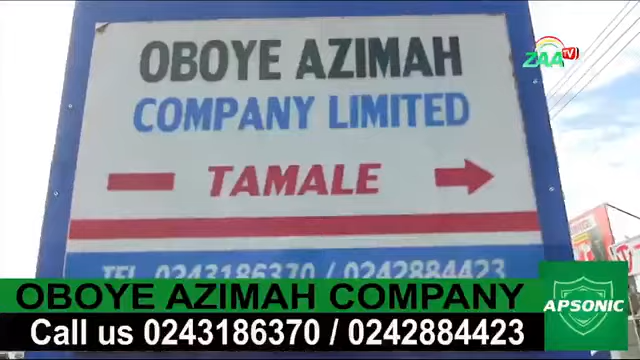 OBOYE AZIMAH
COMPANY LIMITED
TAMALE
TEL 0243186370 / 0242884423
OBOYE AZIMAH COMPANY
Call us 0243186370 / 0242884423
APSONIC
ZAA TV